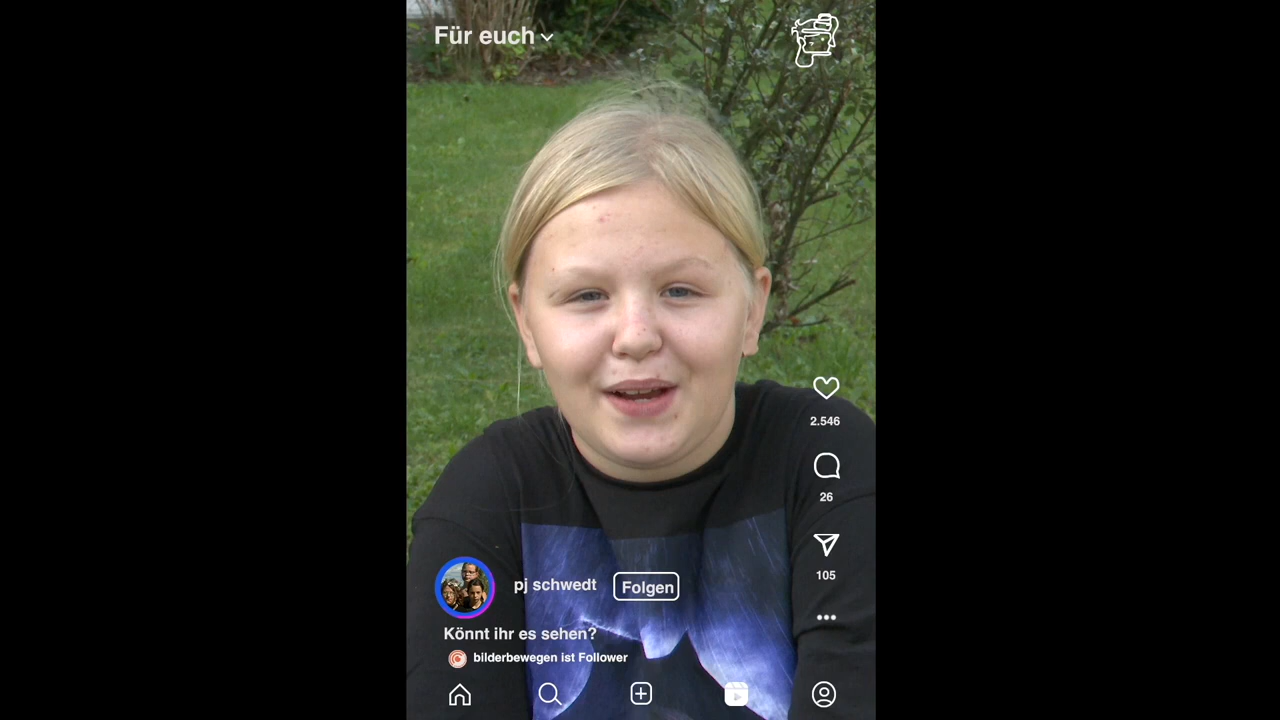 Für euch
2.546
26
105
pj schwedt
Folgen
Könnt ihr es sehen?
bilderbewegen ist Follower